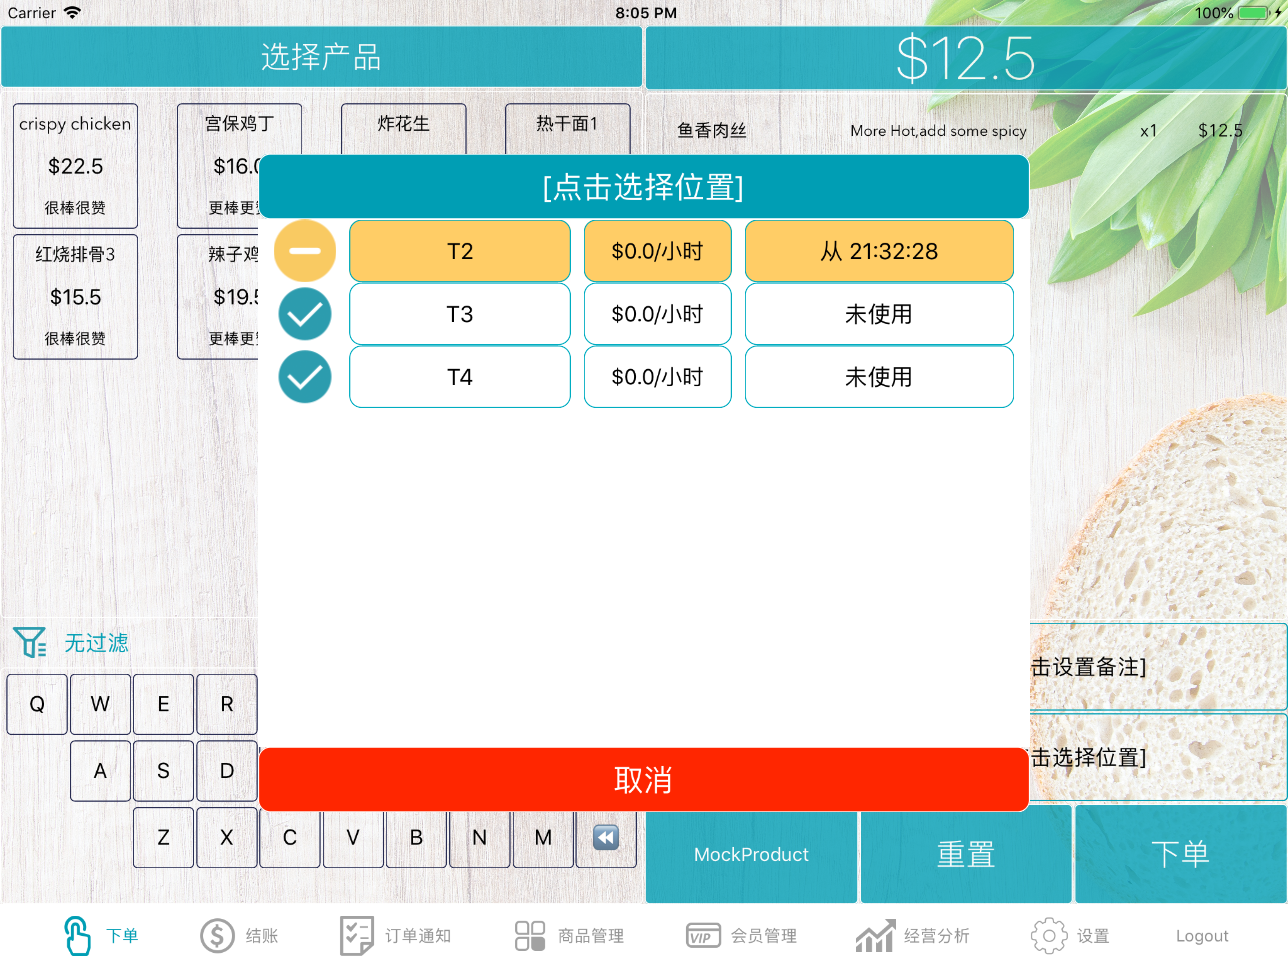 Carrier
8:05 PM
100%
选择产品
$12.5
crispy chicken
$22.5
很棒很赞
宫保鸡丁
$16.0
更棒更
炸花生
热干面1
鱼香肉丝
More Hot,add some spicy
x1
$12.5
红烧排骨3
$15.5
很棒很赞
辣子鸡
$19.5
更棒更
[点击选择位置]
T2
$0.0/小时
从 21:32:28
T3
$0.0/小时
未使用
T4
$0.0/小时
未使用
取消
无过滤
击设置备注]
击选择位置]
Q W E R
A S D
Z X C V B N M
MockProduct
重置
下单
下单
结账
订单通知
商品管理
VIP
会员管理
经营分析
设置
Logout